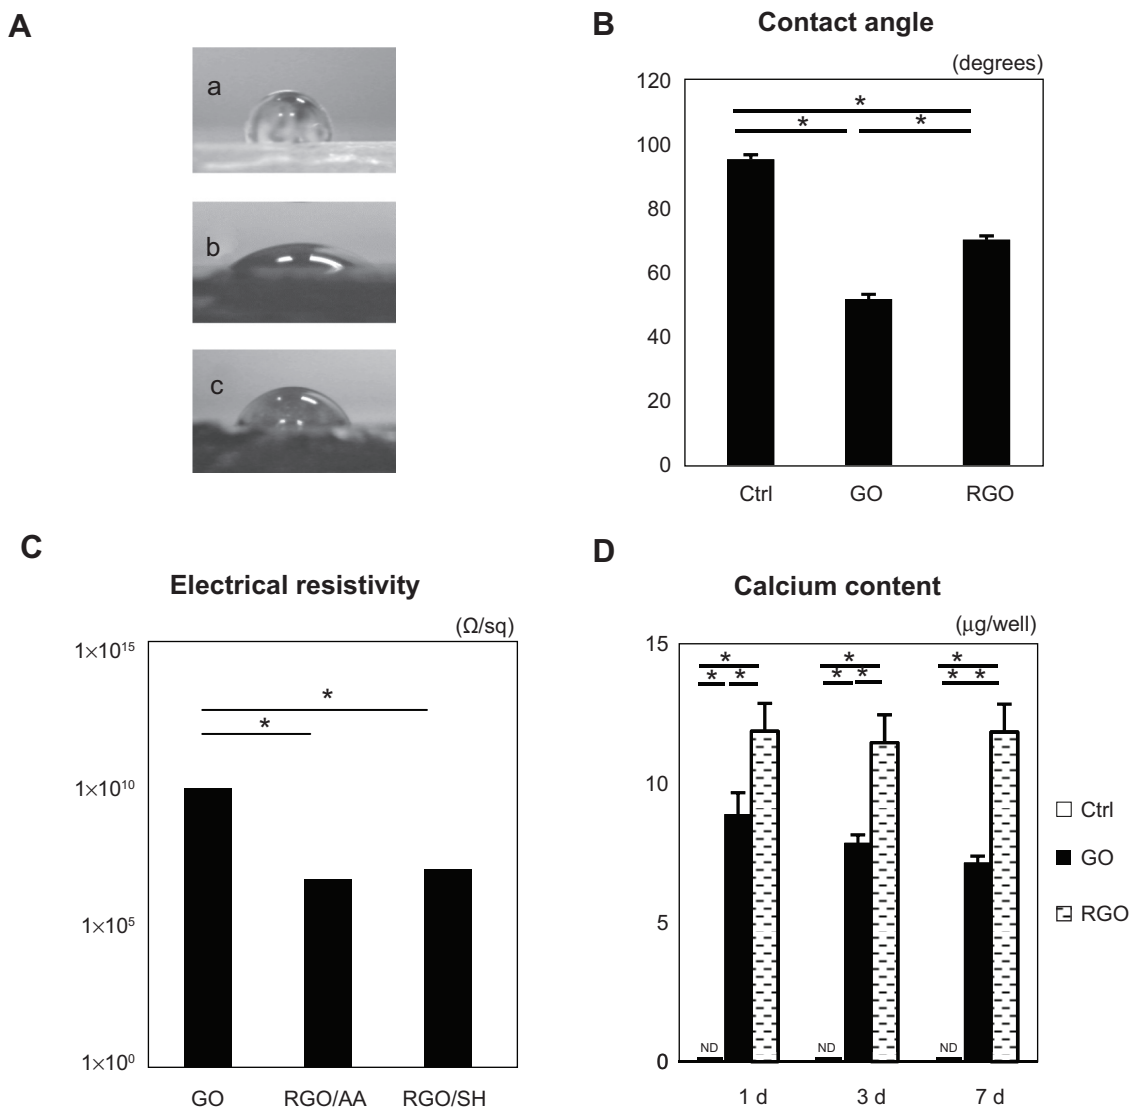 A
a
b
c
B
Contact angle
(degrees)
120
100
80
60
40
20
0
*
* *
Ctrl GO RGO
C
Electrical resistivity
(Ω/sq)
1×10¹⁵
1×10¹⁰
1×10⁵
1×10⁰
*
*
GO RGO/AA RGO/SH
D
Calcium content
(μg/well)
15
10
5
0
* * *
* * * * * *
ND ND ND
1 d 3 d 7 d
Ctrl
GO
RGO